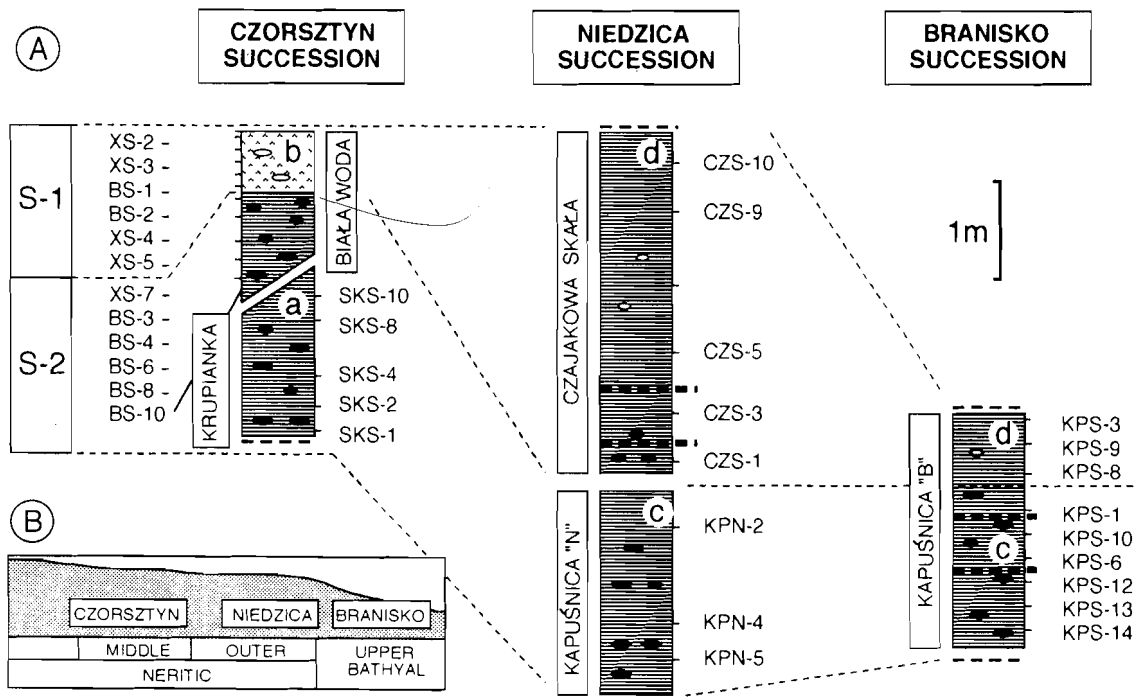 A
CZORSZTYN
SUCCESSION
NIEDZICA
SUCCESSION
BRANISKO
SUCCESSION
S-1
S-2
XS-2
XS-3
BS-1
BS-2
XS-4
XS-5
XS-7
BS-3
BS-4
BS-6
BS-8
BS-10
KRUPIANKA
b
a
BIAŁA WODA
SKS-10
SKS-8
SKS-4
SKS-2
SKS-1
CZAJAKOWA SKAŁA
d
CZS-10
CZS-9
CZS-5
CZS-3
CZS-1
KAPUŚNICA "N"
c
KPN-2
KPN-4
KPN-5
1m
KAPUŚNICA "B"
d
c
KPS-3
KPS-9
KPS-8
KPS-1
KPS-10
KPS-6
KPS-12
KPS-13
KPS-14
B
CZORSZTYN
NIEDZICA
BRANISKO
MIDDLE
OUTER
UPPER
BATHYAL
NERITIC